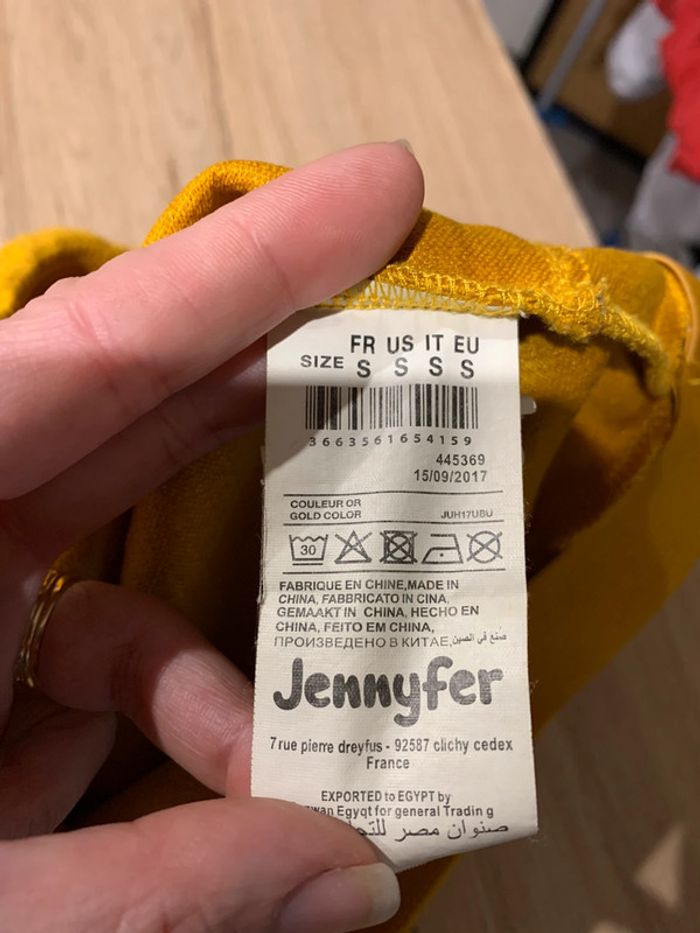 FR US IT EU
SIZE S S S S
3663561654159
445369
15/09/2017
COULEUR OR
GOLD COLOR JUH17UBU
30
FABRIQUE EN CHINE,MADE IN
CHINA, FABBRICATO IN CINA,
GEMAAKT IN CHINA, HECHO EN
CHINA, FEITO EM CHINA,
ПРОИЗВЕДЕНО В КИТАЕ, صنع في الصين
Jennyfer
7 rue pierre dreyfus - 92587 clichy cedex
France
EXPORTED to EGYPT by
Egyqt for general Tradin g
صنوان مصر